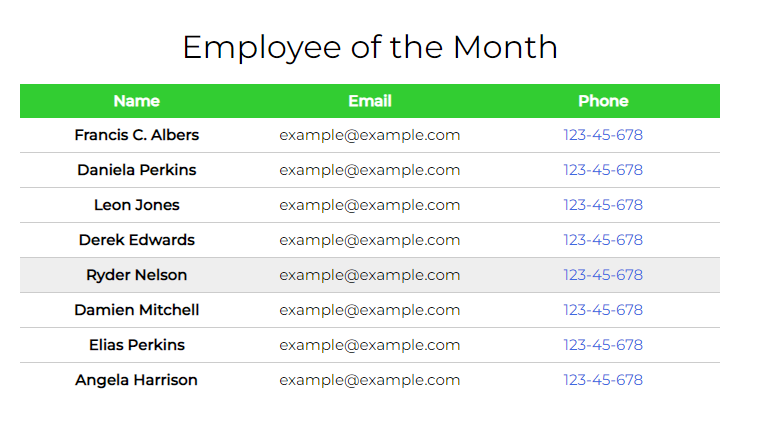 Employee of the Month
Name Email Phone
Francis C. Albers example@example.com 123-45-678
Daniela Perkins example@example.com 123-45-678
Leon Jones example@example.com 123-45-678
Derek Edwards example@example.com 123-45-678
Ryder Nelson example@example.com 123-45-678
Damien Mitchell example@example.com 123-45-678
Elias Perkins example@example.com 123-45-678
Angela Harrison example@example.com 123-45-678